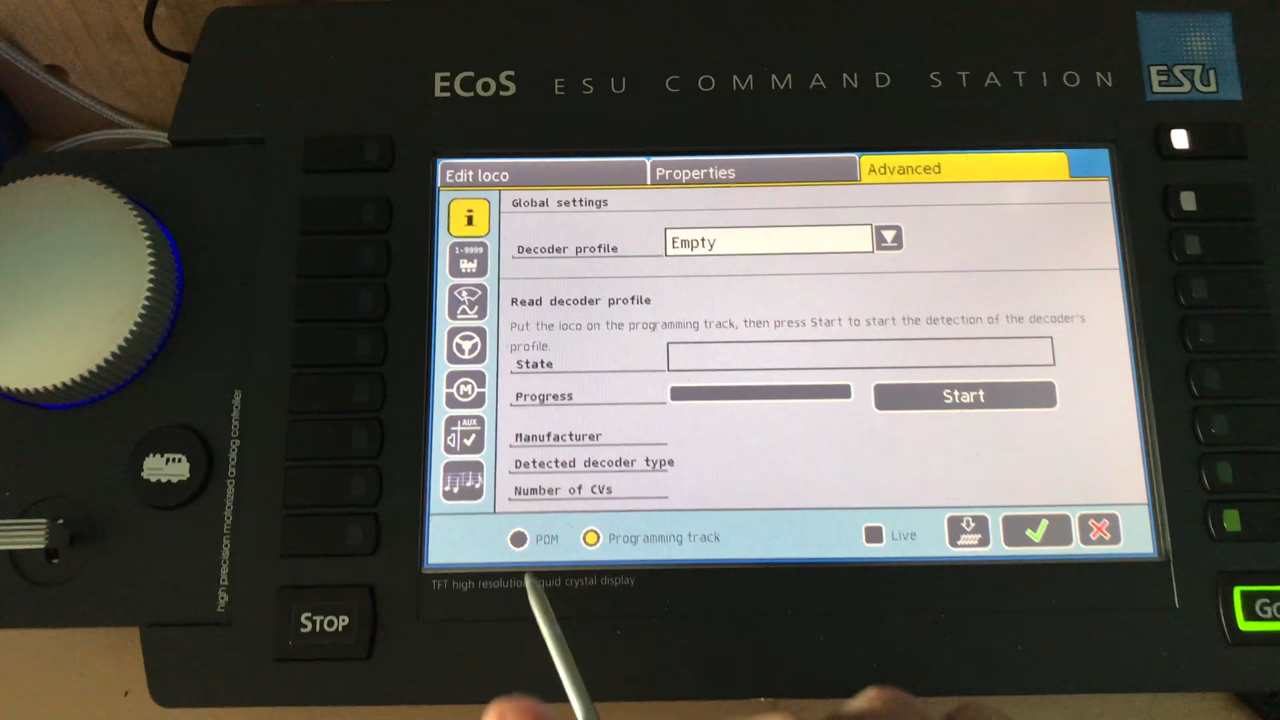 ECoS ESU COMMAND STATION
ESU
Edit loco Properties Advanced
Global settings
i
1-9999
Decoder profile Empty
Read decoder profile
Put the loco on the programming track, then press Start to start the detection of the decoder's
profile.
State
M
Progress Start
AUX
Manufacturer
Detected decoder type
Number of CVs
POM Programming track Live
TFT high resolution liquid crystal display
high precision motorized analog controller
STOP
Go